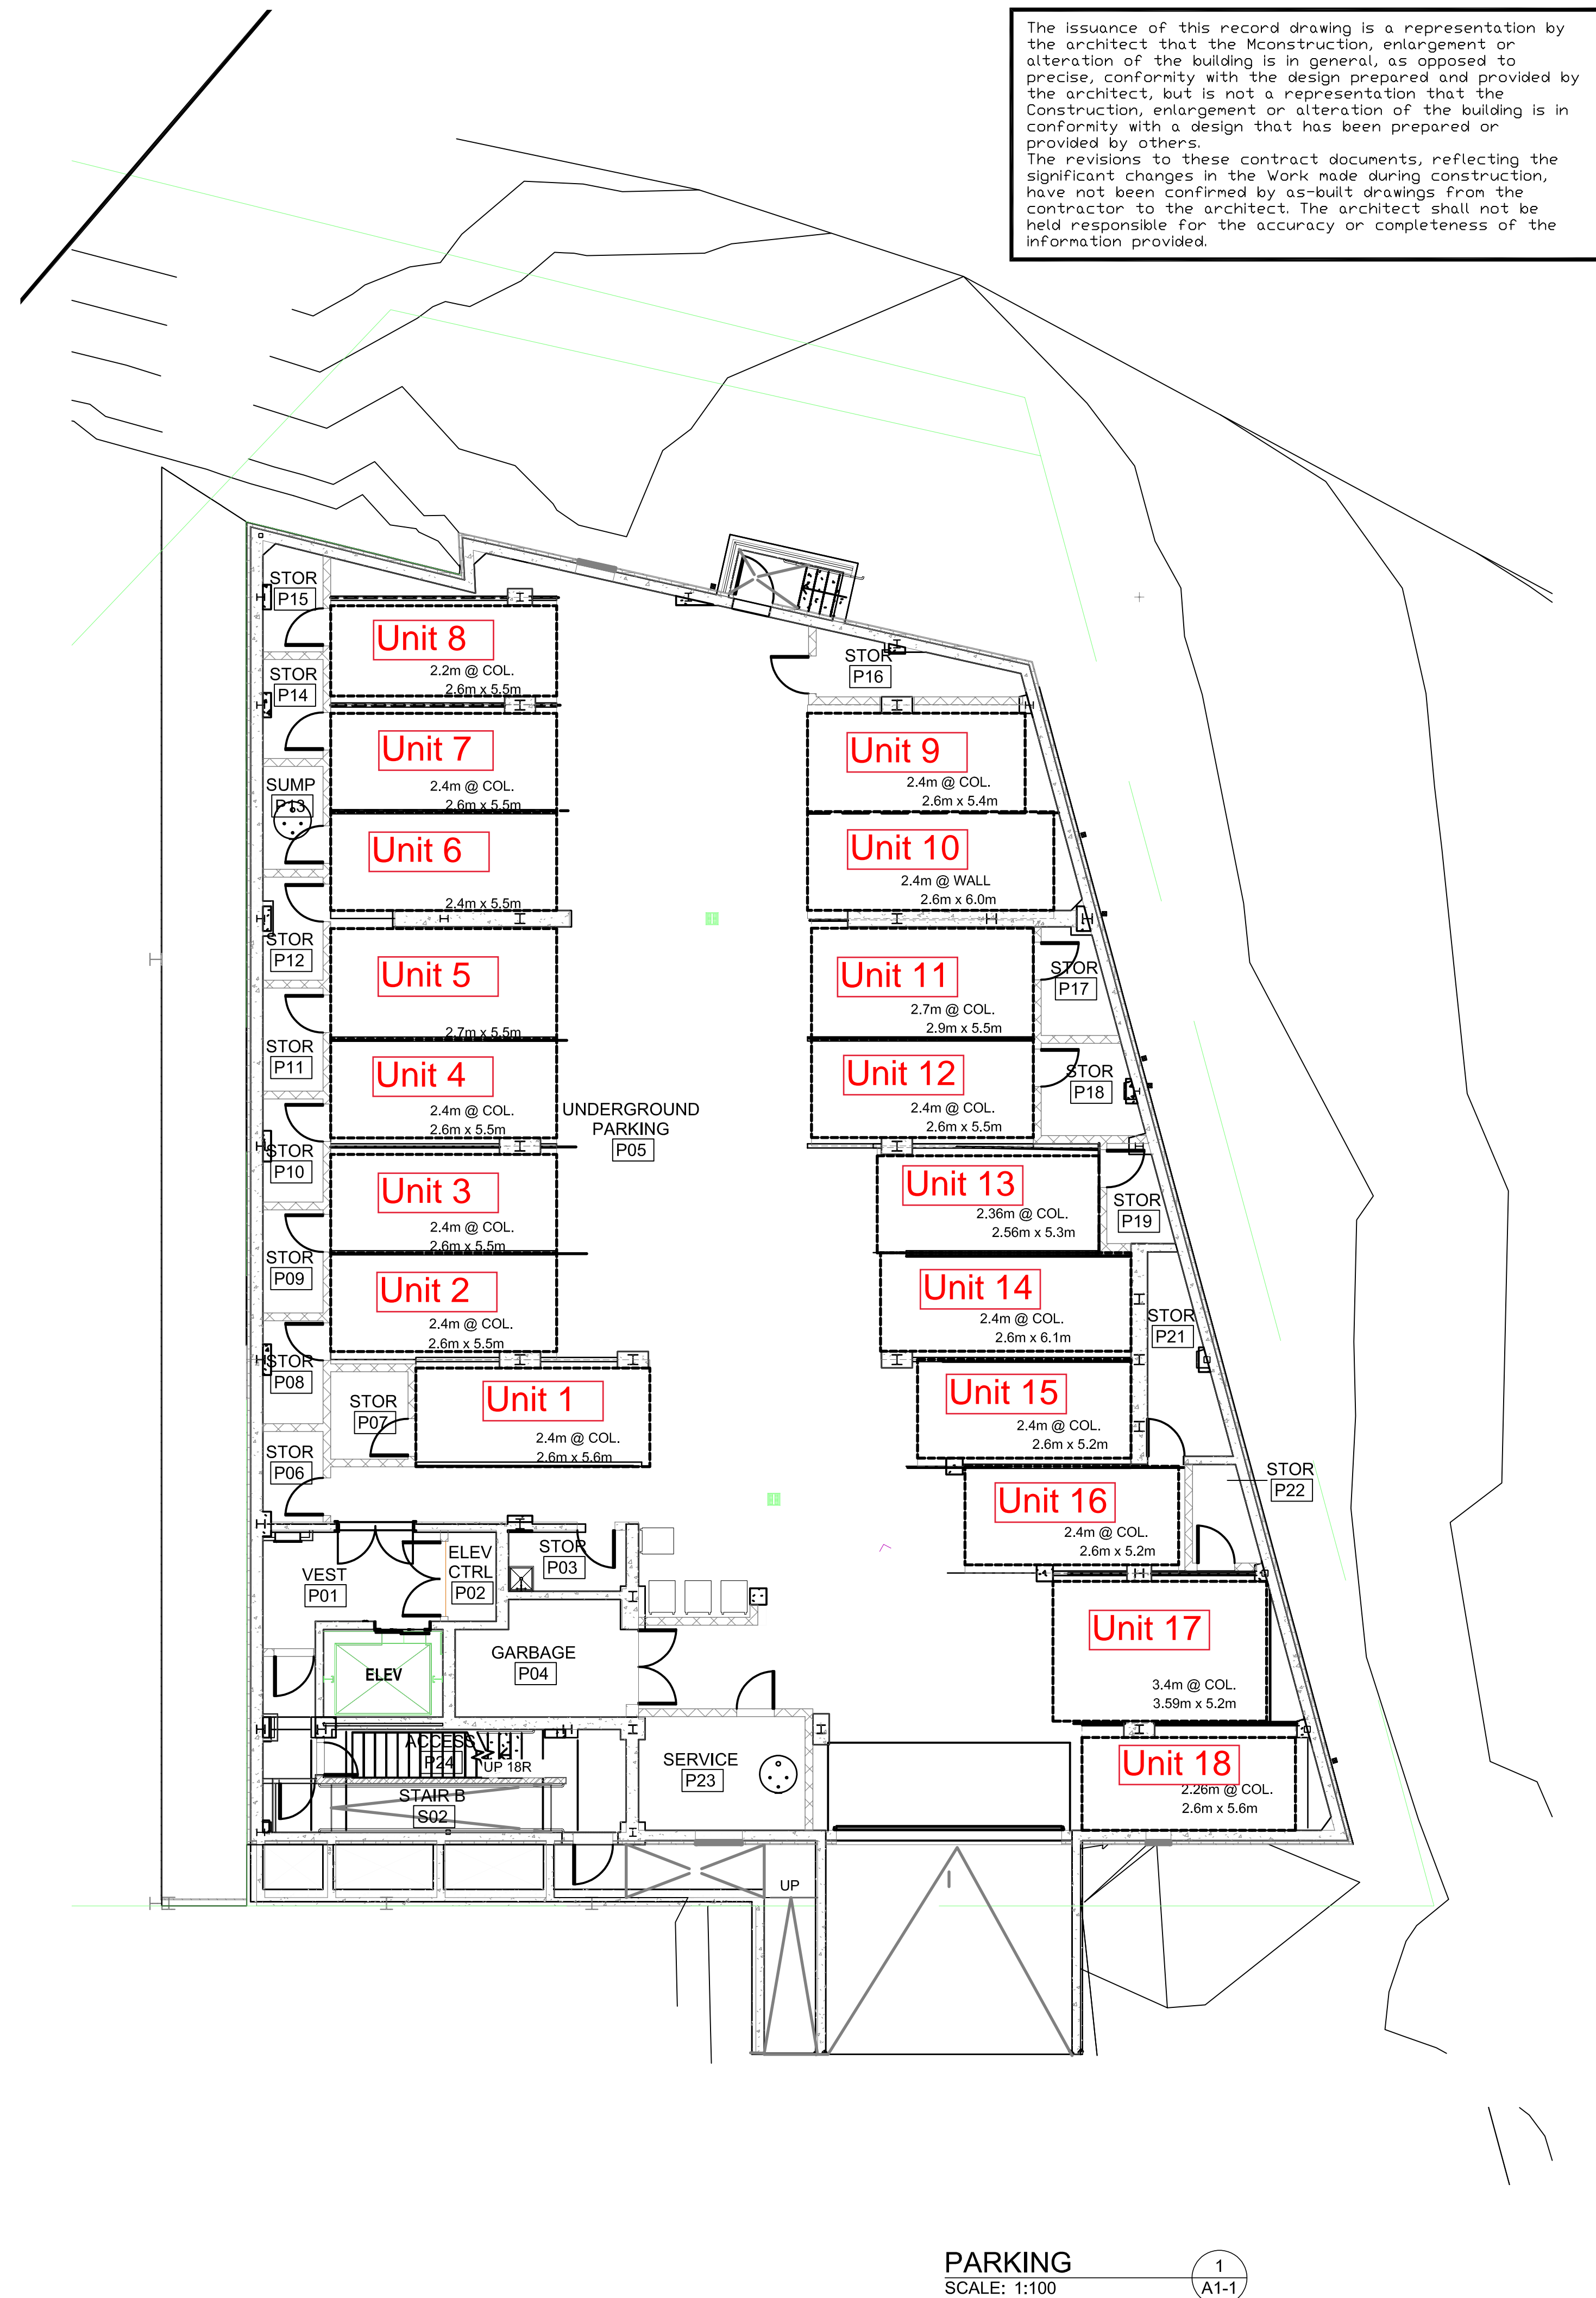 The issuance of this record drawing is a representation by
the architect that the Mconstruction, enlargement or
alteration of the building is in general, as opposed to
precise, conformity with the design prepared and provided by
the architect, but is not a representation that the
Construction, enlargement or alteration of the building is in
conformity with a design that has been prepared or
provided by others.
The revisions to these contract documents, reflecting the
significant changes in the Work made during construction,
have not been confirmed by as-built drawings from the
contractor to the architect. The architect shall not be
held responsible for the accuracy or completeness of the
information provided.
STOR
P15
Unit 8
2.2m @ COL.
2.6m x 5.5m
STOR
P14
Unit 7
2.4m @ COL.
2.6m x 5.5m
SUMP
P13
Unit 6
2.4m x 5.5m
STOR
P12
Unit 5
2.7m x 5.5m
STOR
P11
Unit 4
2.4m @ COL.
2.6m x 5.5m
STOR
P10
Unit 3
2.4m @ COL.
2.6m x 5.5m
STOR
P09
Unit 2
2.4m @ COL.
2.6m x 5.5m
STOR
P08
STOR
P07
Unit 1
2.4m @ COL.
2.6m x 5.6m
STOR
P06
UNDERGROUND
PARKING
P05
STOR
P16
Unit 9
2.4m @ COL.
2.6m x 5.4m
Unit 10
2.4m @ WALL
2.6m x 6.0m
Unit 11
2.7m @ COL.
2.9m x 5.5m
STOR
P17
Unit 12
2.4m @ COL.
2.6m x 5.5m
STOR
P18
Unit 13
2.36m @ COL.
2.56m x 5.3m
STOR
P19
Unit 14
2.4m @ COL.
2.6m x 6.1m
STOR
P21
Unit 15
2.4m @ COL.
2.6m x 5.2m
Unit 16
2.4m @ COL.
2.6m x 5.2m
STOR
P22
Unit 17
3.4m @ COL.
3.59m x 5.2m
Unit 18
2.26m @ COL.
2.6m x 5.6m
VEST
P01
ELEV
CTRL
P02
STOR
P03
GARBAGE
P04
ELEV
ACCESS
P24
UP 18R
STAIR B
S02
SERVICE
P23
UP
PARKING
SCALE: 1:100
1
A1-1